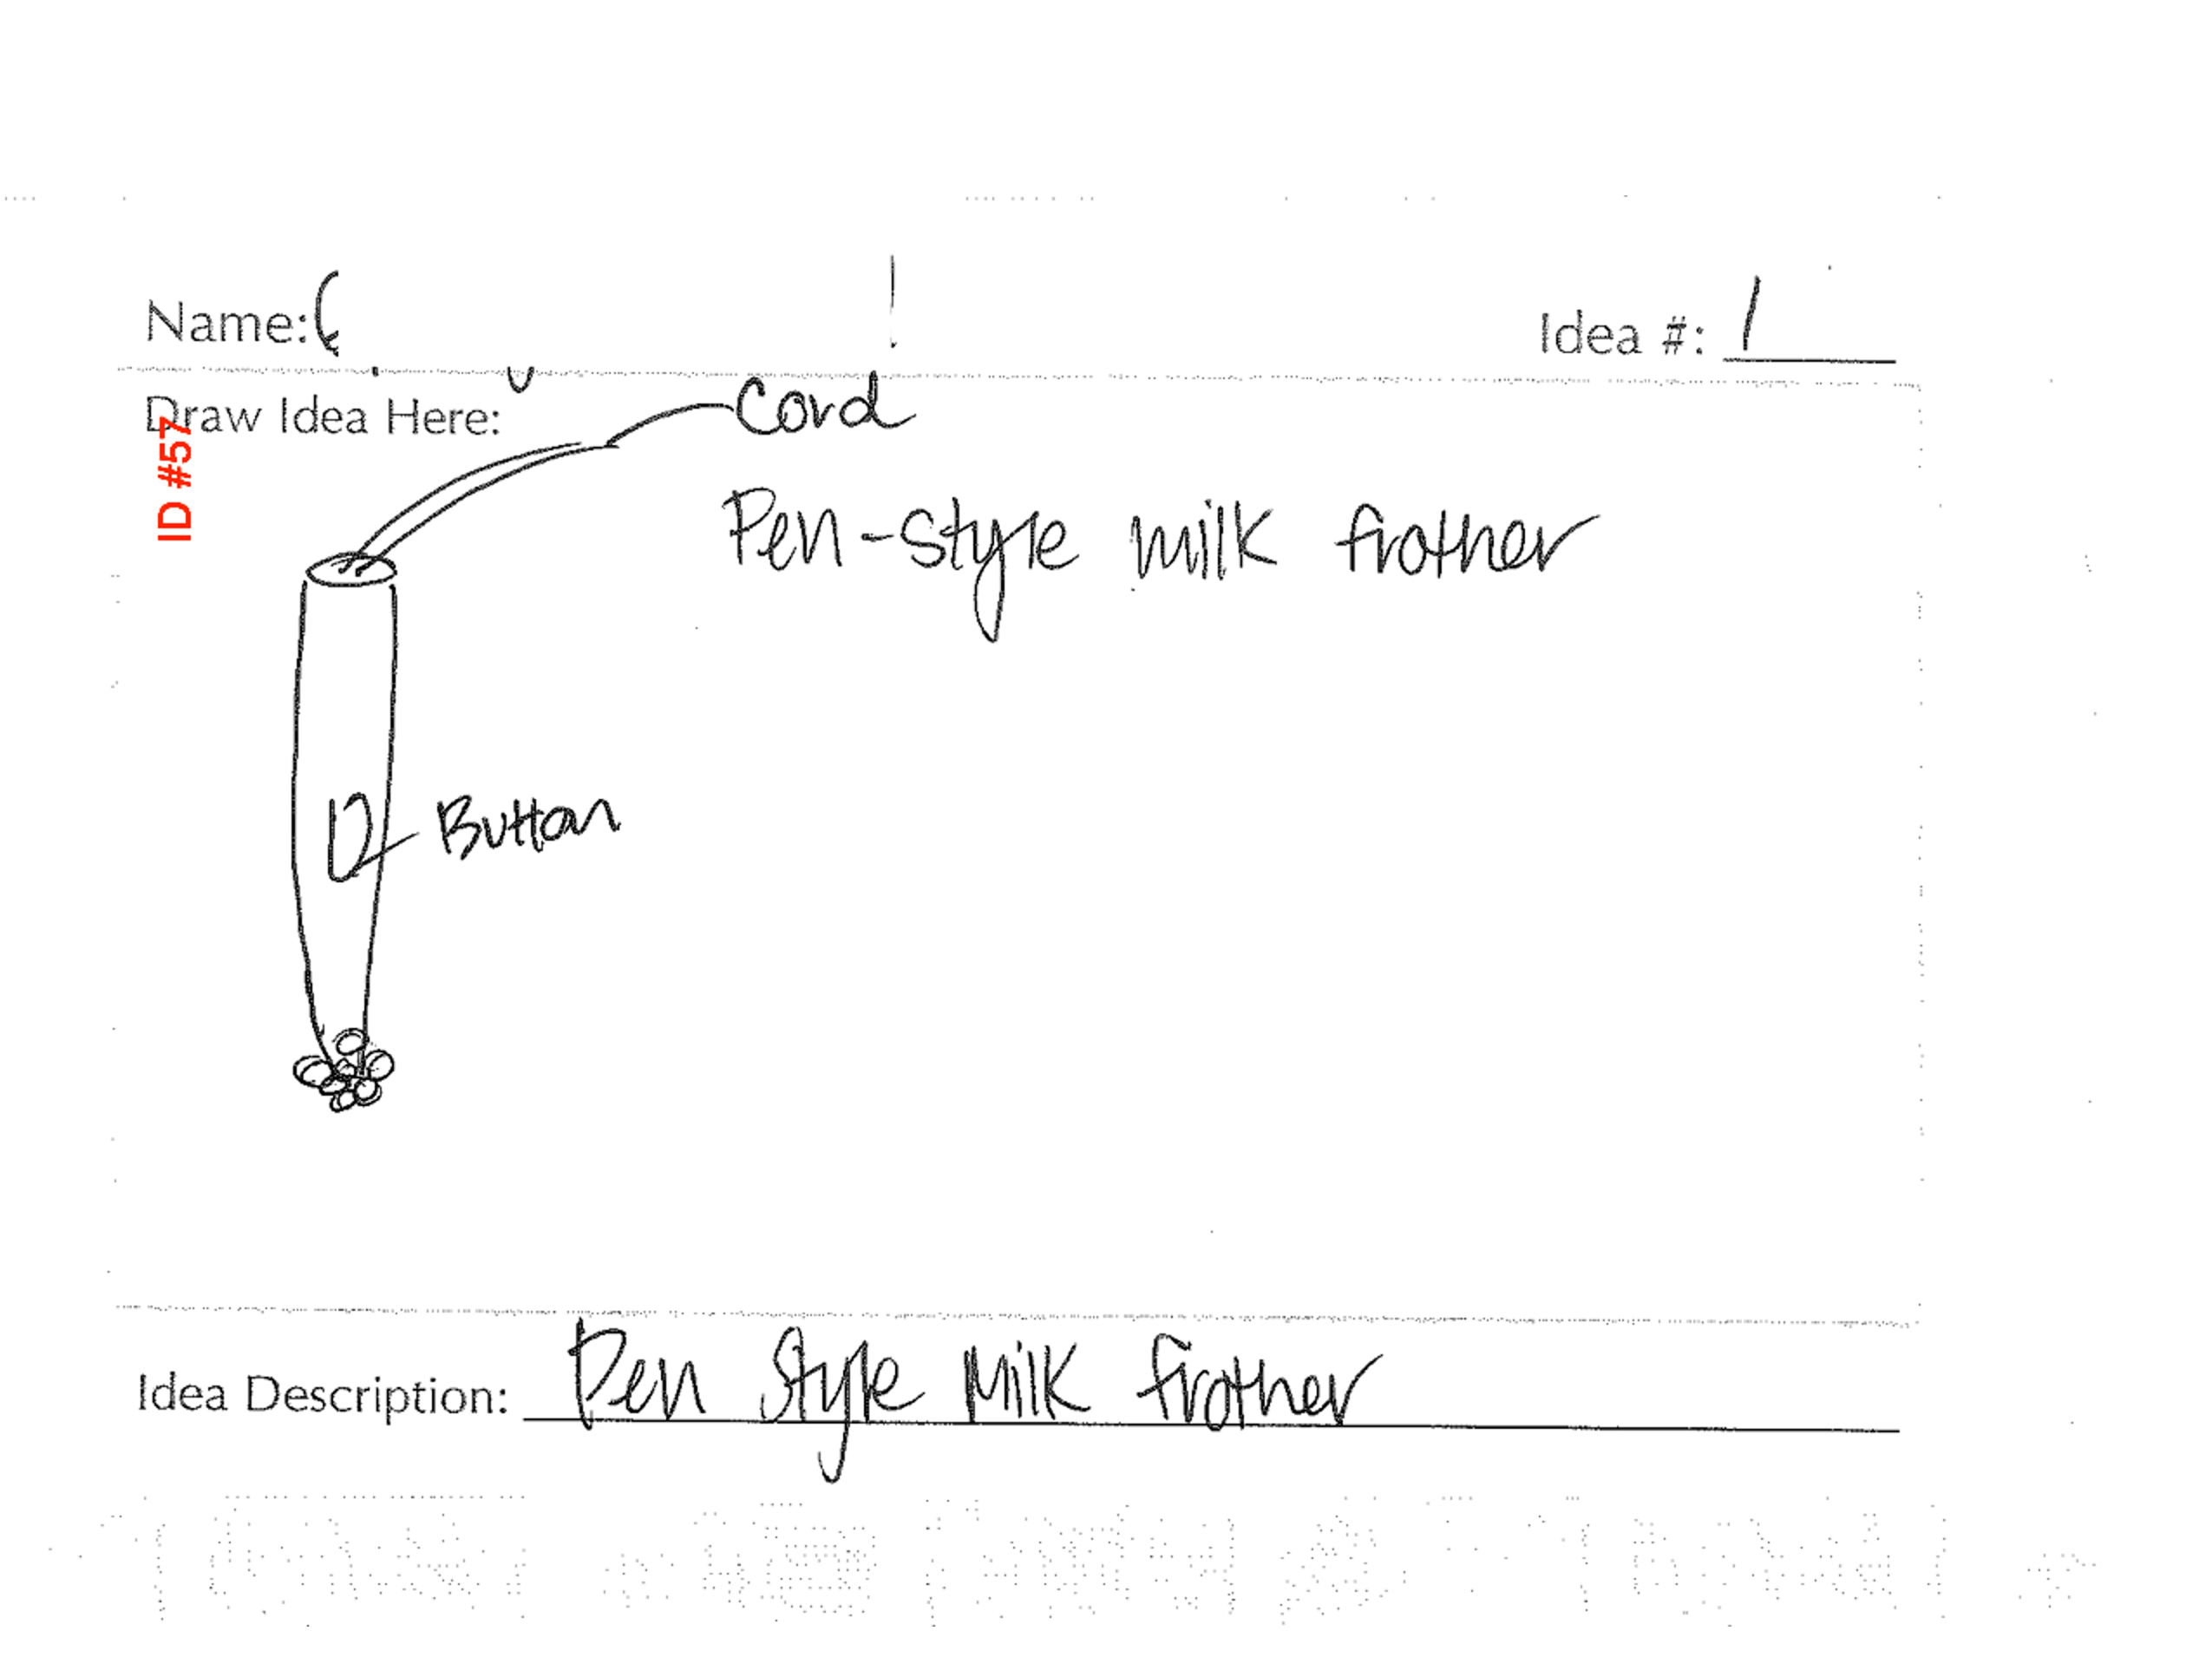 Name:
Idea #: 1
Draw Idea Here:
Cord
ID #57
Pen-style milk frother
Button
Idea Description: Pen Style Milk frother